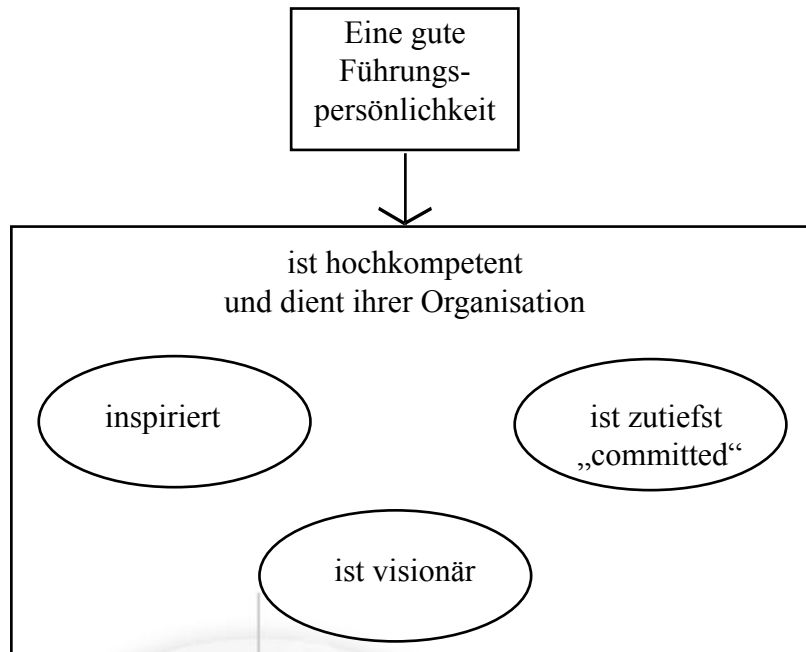 Eine gute
Führungs-
persönlichkeit
ist hochkompetent
und dient ihrer Organisation
inspiriert
ist zutiefst
„committed“
ist visionär